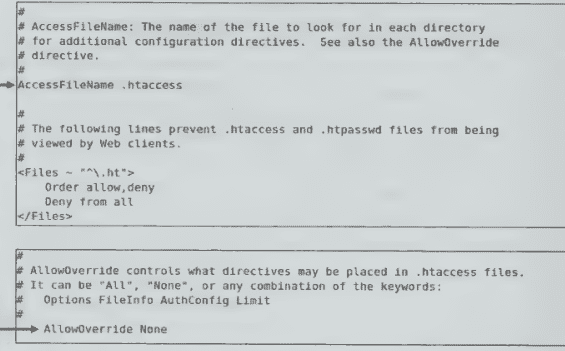 #
# AccessFileName: The name of the file to look for in each directory
# for additional configuration directives. See also the AllowOverride
# directive.
#
AccessFileName .htaccess
#
# The following lines prevent .htaccess and .htpasswd files from being
# viewed by Web clients.
#
<Files ~ "^\.ht">
    Order allow,deny
    Deny from all
</Files>
#
# AllowOverride controls what directives may be placed in .htaccess files.
# It can be "All", "None", or any combination of the keywords:
#   Options FileInfo AuthConfig Limit
#
    AllowOverride None